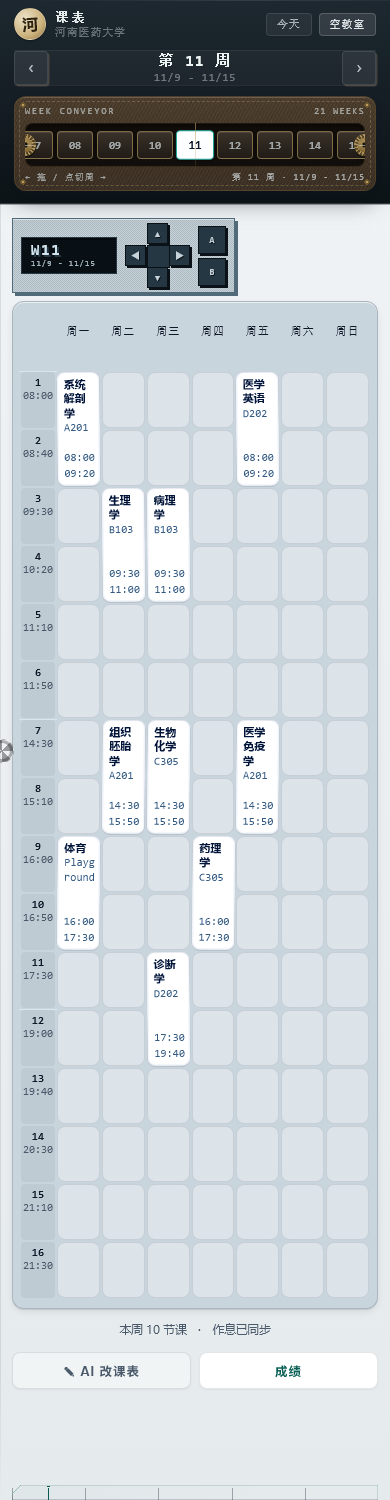 河
课表
河南医药大学
今天
空教室
‹
第 11 周
11/9 - 11/15
›
WEEK CONVEYOR
21 WEEKS
7
08
09
10
11
12
13
14
← 拖 / 点切周 →
第 11 周 · 11/9 - 11/15
W11
11/9 - 11/15
▲
◀
▶
▼
A
B
周一
周二
周三
周四
周五
周六
周日
1
08:00
系统
解剖
学
A201
08:00
09:20
医学
英语
D202
08:00
09:20
2
08:40
3
09:30
生理
学
B103
09:30
11:00
病理
学
B103
09:30
11:00
4
10:20
5
11:10
6
11:50
7
14:30
组织
胚胎
学
A201
14:30
15:50
生物
化学
C305
14:30
15:50
医学
免疫
学
A201
14:30
15:50
8
15:10
9
16:00
体育
Playg
round
16:00
17:30
药理
学
C305
16:00
17:30
10
16:50
11
17:30
诊断
学
D202
17:30
19:40
12
19:00
13
19:40
14
20:30
15
21:10
16
21:30
本周 10 节课 · 作息已同步
AI 改课表
成绩